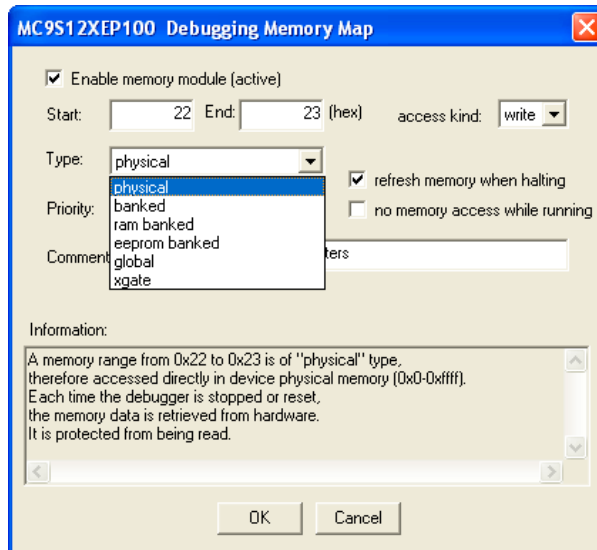 MC9S12XEP100 Debugging Memory Map
Enable memory module (active)
Start: 22 End: 23 (hex) access kind: write
Type: physical
physical
refresh memory when halting
banked
Priority: no memory access while running
ram banked
eeprom banked
Comment ters
global
xgate
Information:
A memory range from 0x22 to 0x23 is of "physical" type,
therefore accessed directly in device physical memory (0x0-0xffff).
Each time the debugger is stopped or reset,
the memory data is retrieved from hardware.
It is protected from being read.
OK Cancel